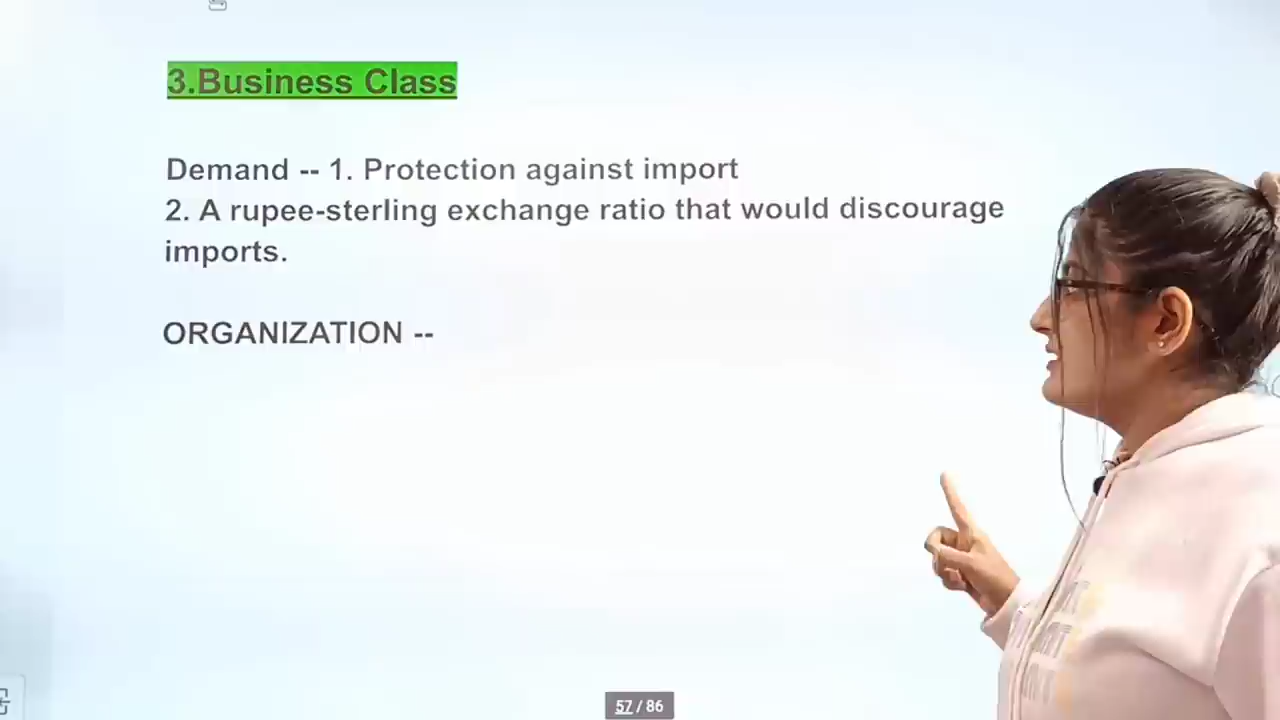 3.Business Class
Demand -- 1. Protection against import
2. A rupee-sterling exchange ratio that would discourage
imports.
ORGANIZATION --
57 / 86